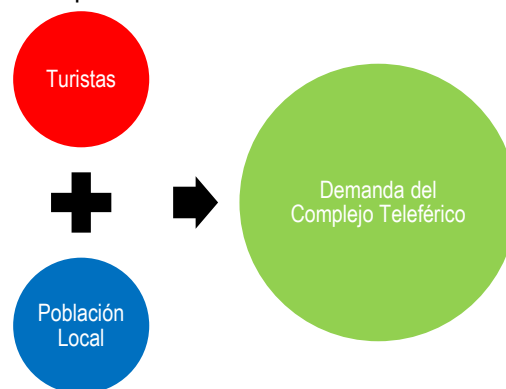 Turistas
Demanda del
Complejo Teleférico
Población
Local